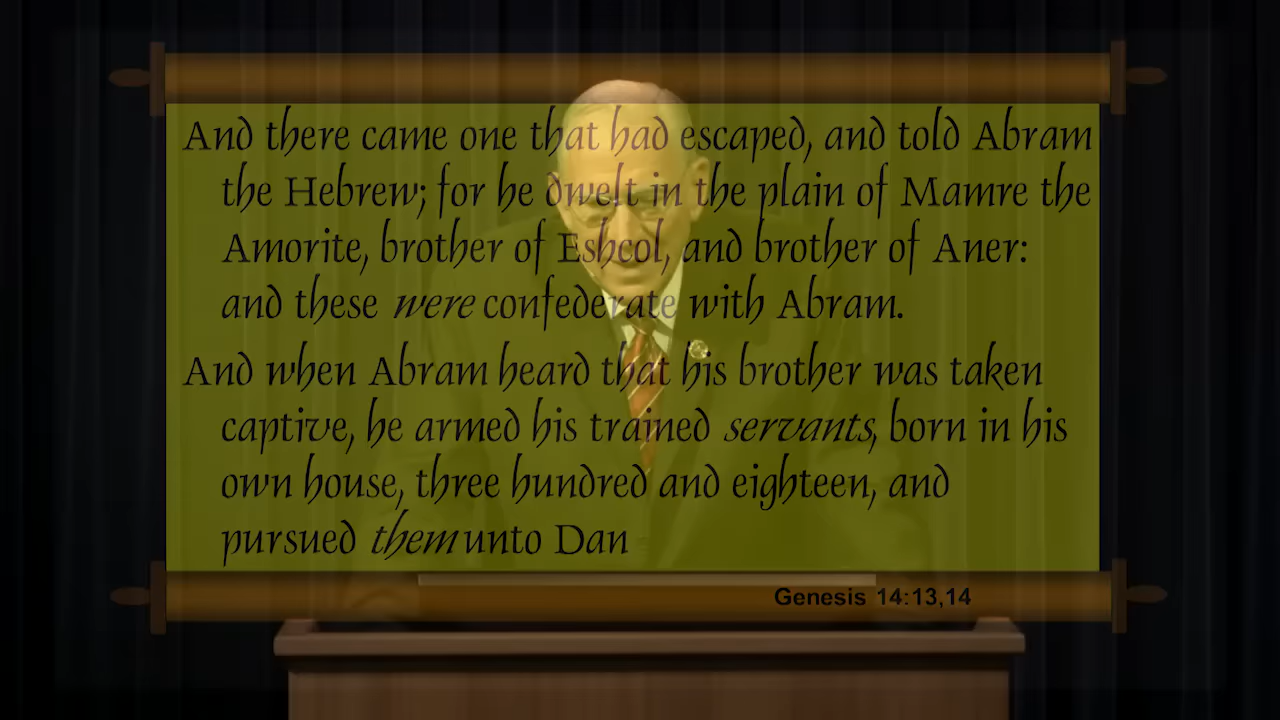 And there came one that had escaped, and told Abram
the Hebrew; for he dwelt in the plain of Mamre the
Amorite, brother of Eshcol, and brother of Aner:
and these were confederate with Abram.
And when Abram heard that his brother was taken
captive, he armed his trained servants, born in his
own house, three hundred and eighteen, and
pursued them unto Dan
Genesis 14:13,14